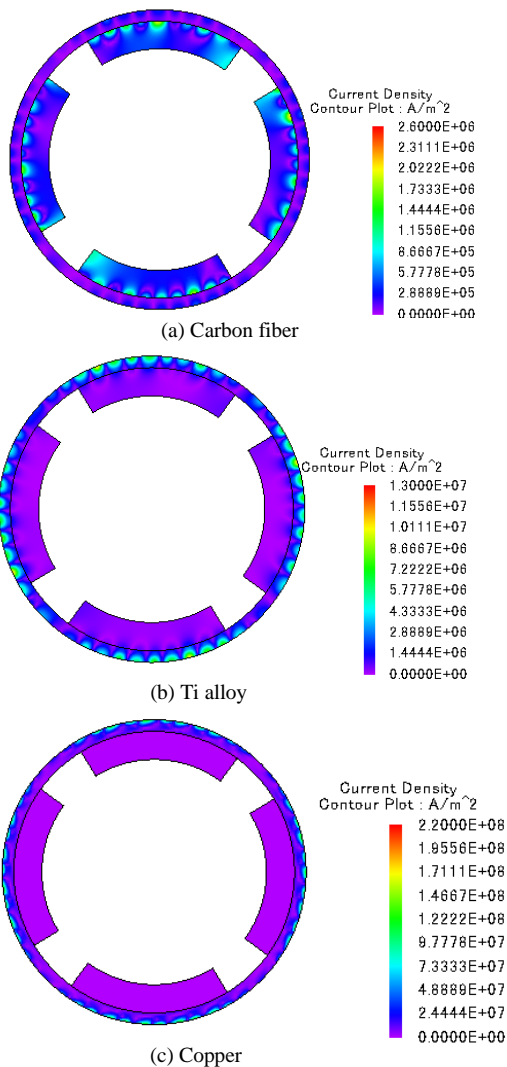 Current Density
Contour Plot : A/m^2
2.6000E+06
2.3111E+06
2.0222E+06
1.7333E+06
1.4444E+06
1.1556E+06
8.6667E+05
5.7778E+05
2.8889E+05
0.0000E+00
(a) Carbon fiber
Current Density
Contour Plot : A/m^2
1.3000E+07
1.1556E+07
1.0111E+07
8.6667E+06
7.2222E+06
5.7778E+06
4.3333E+06
2.8889E+06
1.4444E+06
0.0000E+00
(b) Ti alloy
Current Density
Contour Plot : A/m^2
2.2000E+08
1.9556E+08
1.7111E+08
1.4667E+08
1.2222E+08
9.7778E+07
7.3333E+07
4.8889E+07
2.4444E+07
0.0000E+00
(c) Copper